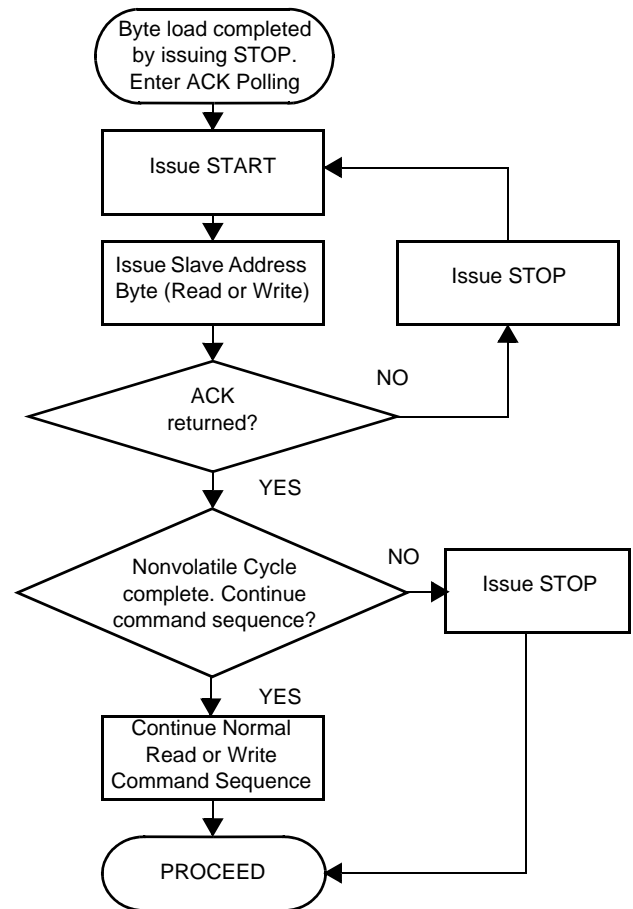 Byte load completed
by issuing STOP.
Enter ACK Polling
Issue START
Issue Slave Address
Byte (Read or Write)
Issue STOP
NO
ACK
returned?
YES
NO
Nonvolatile Cycle
complete. Continue
command sequence?
Issue STOP
YES
Continue Normal
Read or Write
Command Sequence
PROCEED